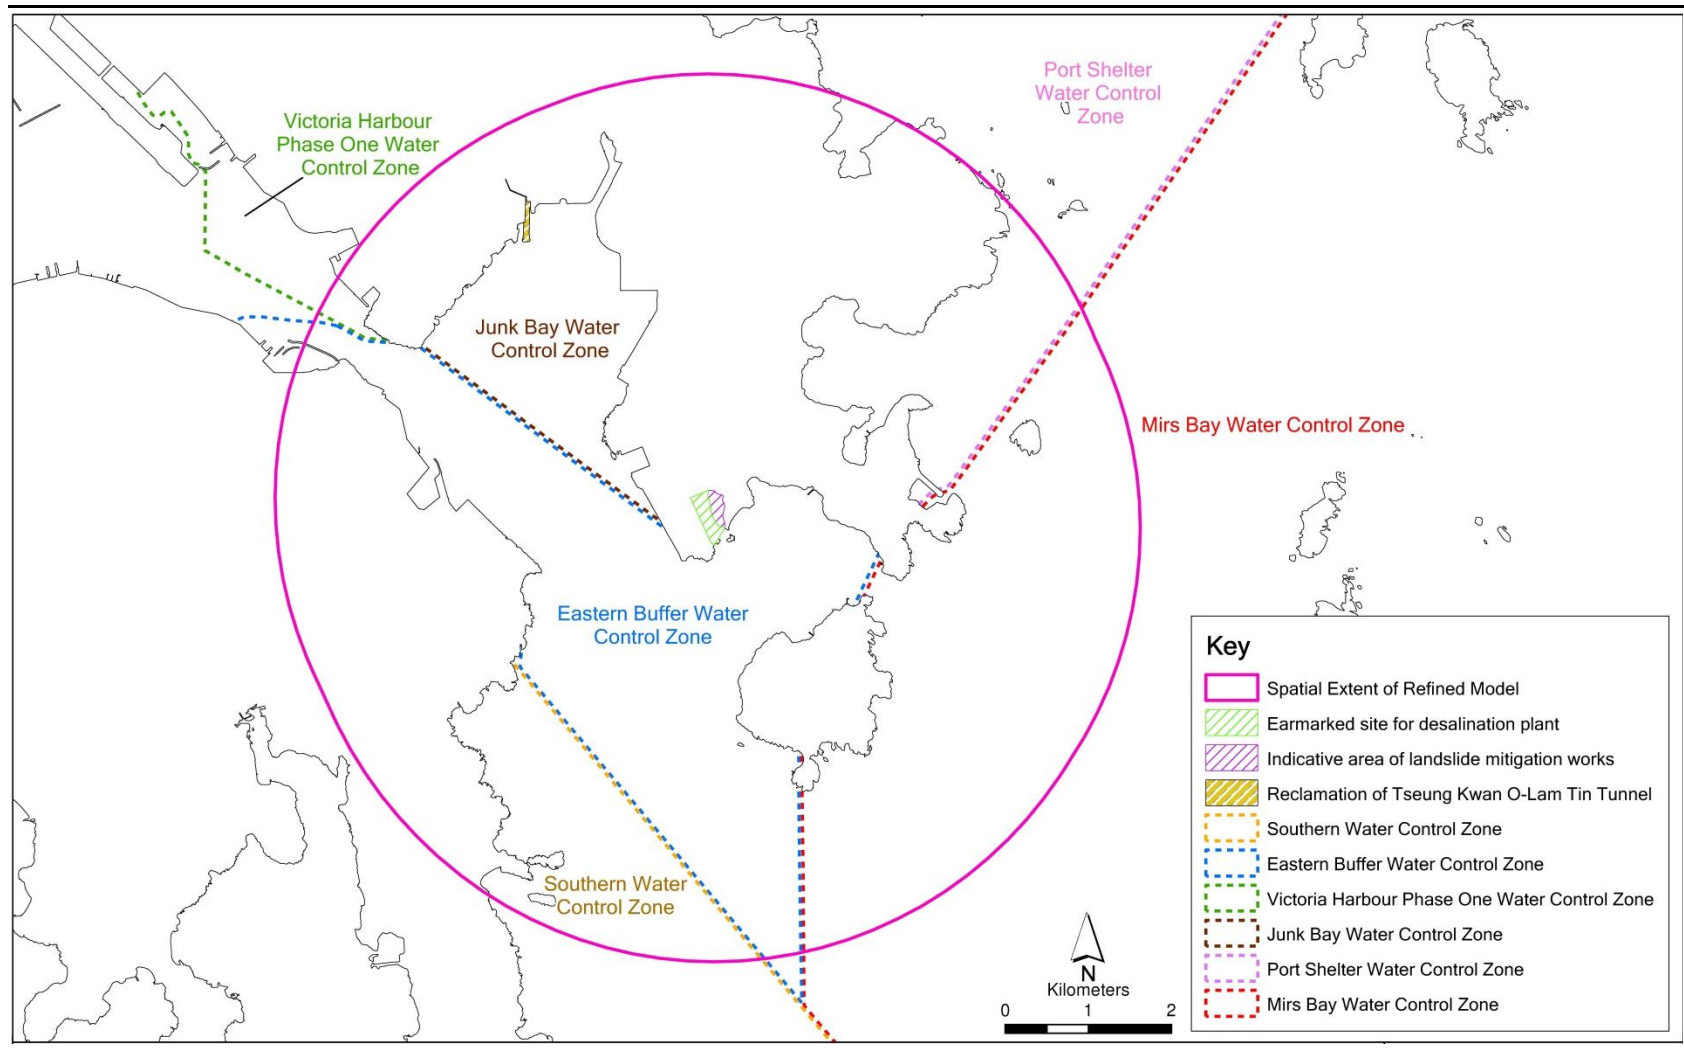 Port Shelter
Water Control
Zone
Victoria Harbour
Phase One Water
Control Zone
Junk Bay Water
Control Zone
Mirs Bay Water Control Zone
Eastern Buffer Water
Control Zone
Southern Water
Control Zone
N
Kilometers
0 1 2
Key
Spatial Extent of Refined Model
Earmarked site for desalination plant
Indicative area of landslide mitigation works
Reclamation of Tseung Kwan O-Lam Tin Tunnel
Southern Water Control Zone
Eastern Buffer Water Control Zone
Victoria Harbour Phase One Water Control Zone
Junk Bay Water Control Zone
Port Shelter Water Control Zone
Mirs Bay Water Control Zone